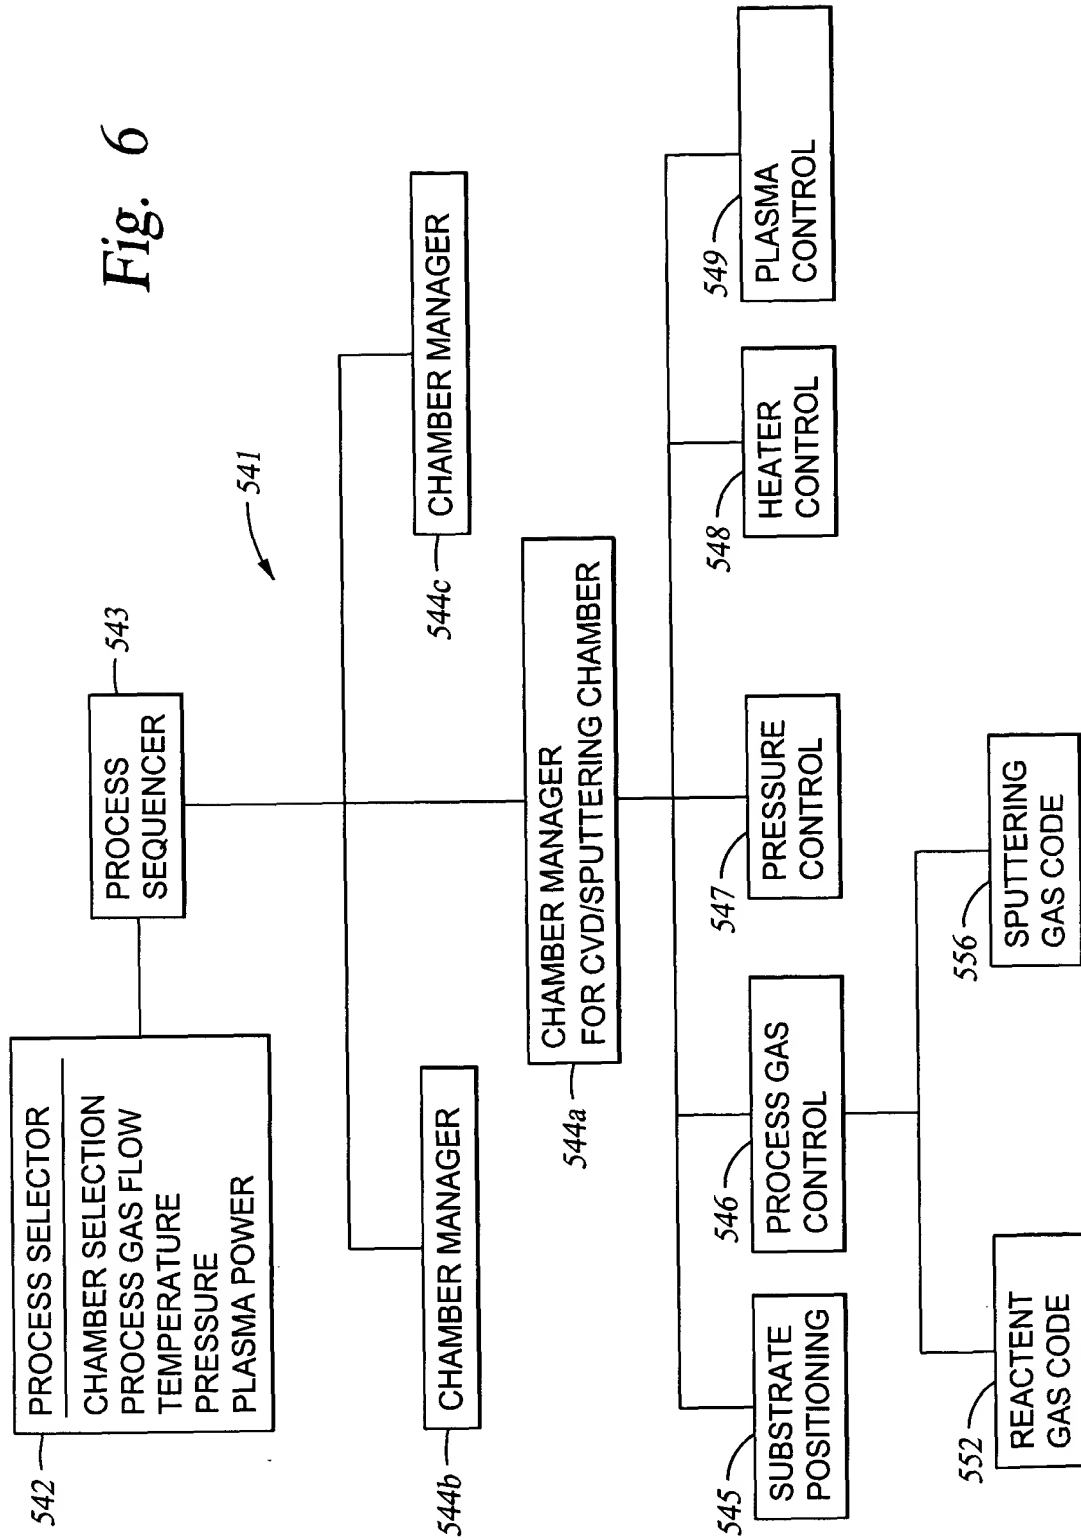 Fig. 6
541
542
PROCESS SELECTOR
CHAMBER SELECTION
PROCESS GAS FLOW
TEMPERATURE
PRESSURE
PLASMA POWER
543
PROCESS
SEQUENCER
544b
CHAMBER MANAGER
544c
CHAMBER MANAGER
544a
CHAMBER MANAGER
FOR CVD/SPUTTERING CHAMBER
545
SUBSTRATE
POSITIONING
546
PROCESS GAS
CONTROL
547
PRESSURE
CONTROL
548
HEATER
CONTROL
549
PLASMA
CONTROL
552
REACTENT
GAS CODE
556
SPUTTERING
GAS CODE